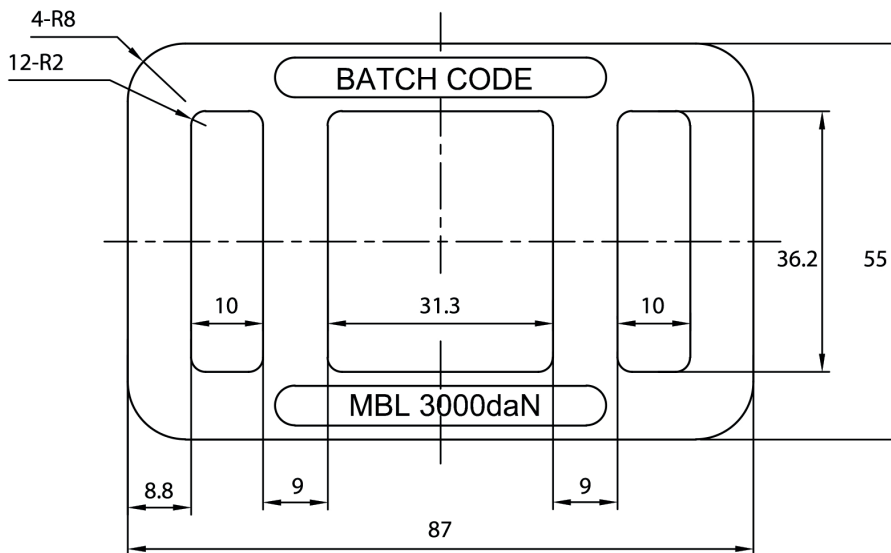 4-R8
12-R2
BATCH CODE
36.2
55
10
31.3
10
MBL 3000daN
8.8
9
9
87